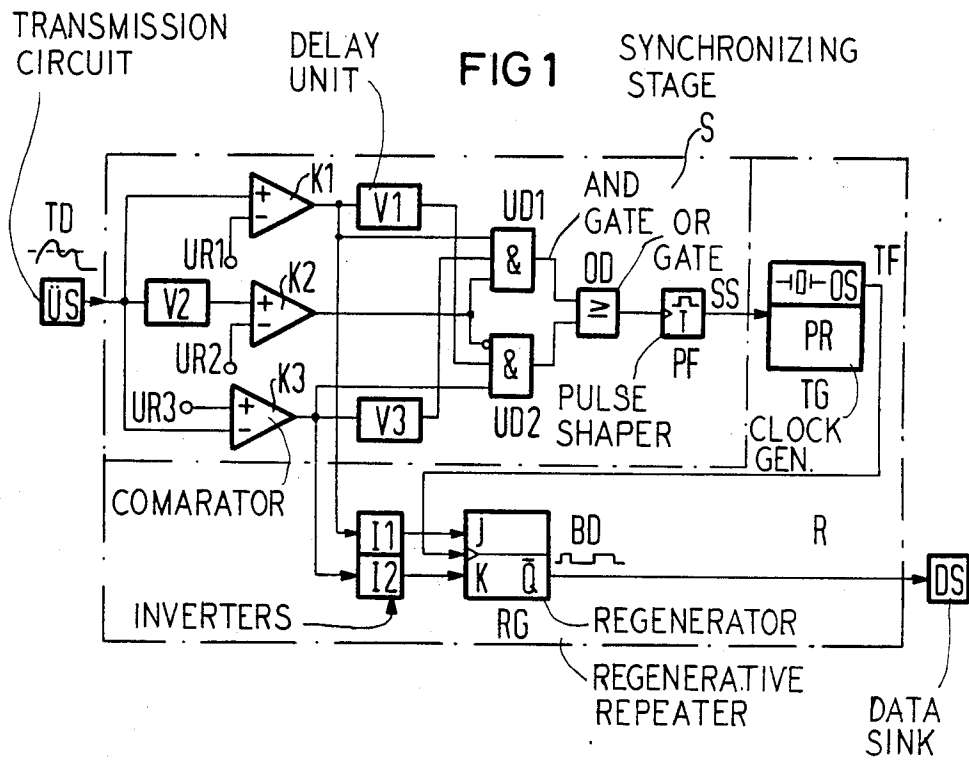 TRANSMISSION
CIRCUIT
DELAY
UNIT
FIG 1
SYNCHRONIZING
STAGE
S
TD
ÜS
K1
UR1
V1
UD1
&
AND
GATE
OR
GATE
V2
K2
UR2
OD
≥
SS
T
PF
PULSE
SHAPER
OS
TF
PR
TG
CLOCK
GEN.
UR3
K3
V3
&
UD2
COMARATOR
I1
I2
INVERTERS
J
K
Q̄
RG
BD
R
REGENERATOR
REGENERATIVE
REPEATER
DS
DATA
SINK